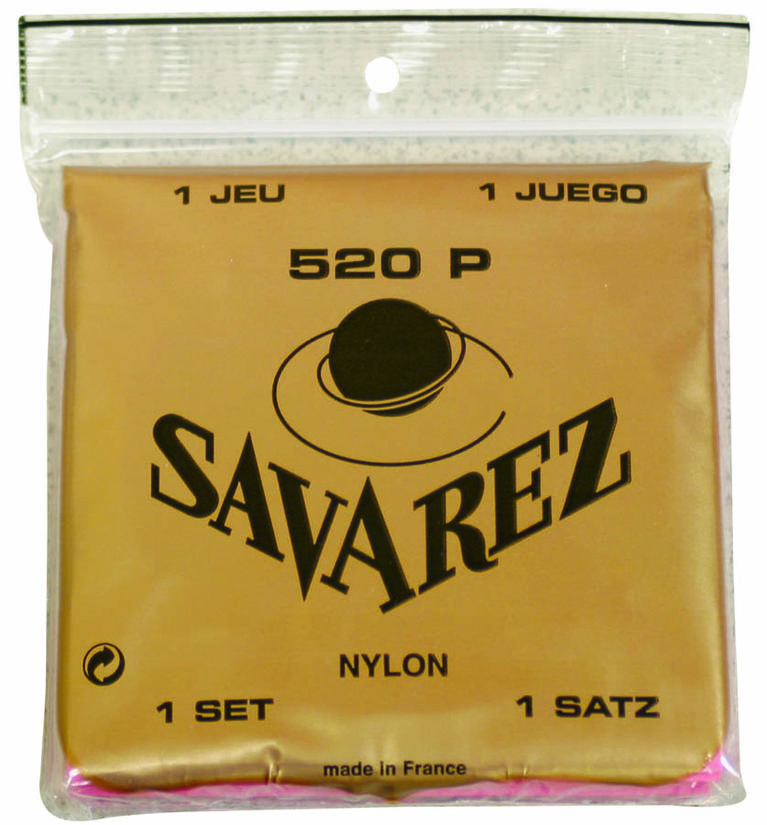 1 JEU 1 JUEGO
520 P
SAVAREZ
NYLON
1 SET 1 SATZ
made in France